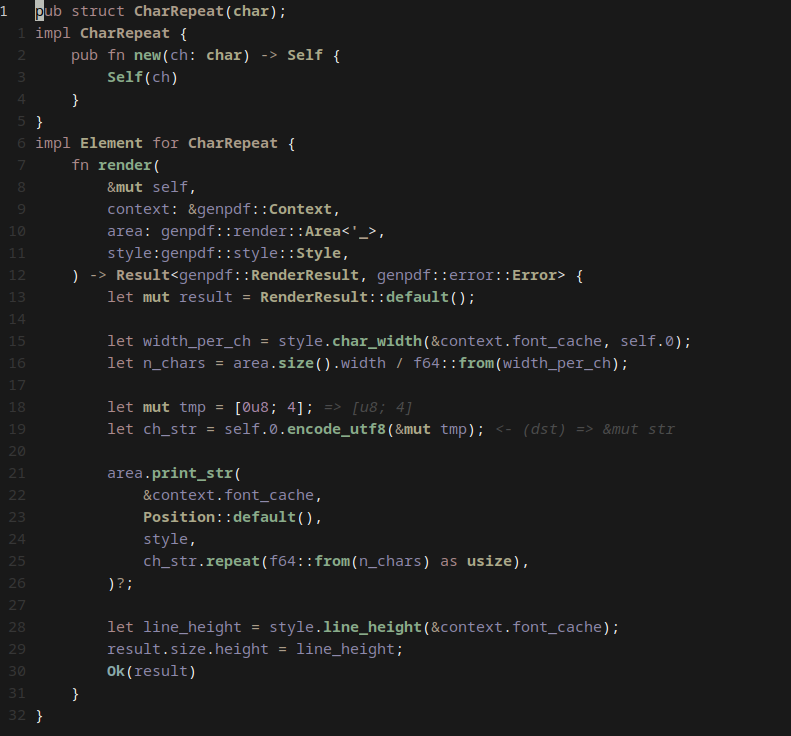 1 pub struct CharRepeat(char);
1 impl CharRepeat {
2     pub fn new(ch: char) -> Self {
3         Self(ch)
4     }
5 }
6 impl Element for CharRepeat {
7     fn render(
8         &mut self,
9         context: &genpdf::Context,
10         area: genpdf::render::Area<'_>,
11         style:genpdf::style::Style,
12     ) -> Result<genpdf::RenderResult, genpdf::error::Error> {
13         let mut result = RenderResult::default();
14
15         let width_per_ch = style.char_width(&context.font_cache, self.0);
16         let n_chars = area.size().width / f64::from(width_per_ch);
17
18         let mut tmp = [0u8; 4]; => [u8; 4]
19         let ch_str = self.0.encode_utf8(&mut tmp); <- (dst) => &mut str
20
21         area.print_str(
22             &context.font_cache,
23             Position::default(),
24             style,
25             ch_str.repeat(f64::from(n_chars) as usize),
26         )?;
27
28         let line_height = style.line_height(&context.font_cache);
29         result.size.height = line_height;
30         Ok(result)
31     }
32 }